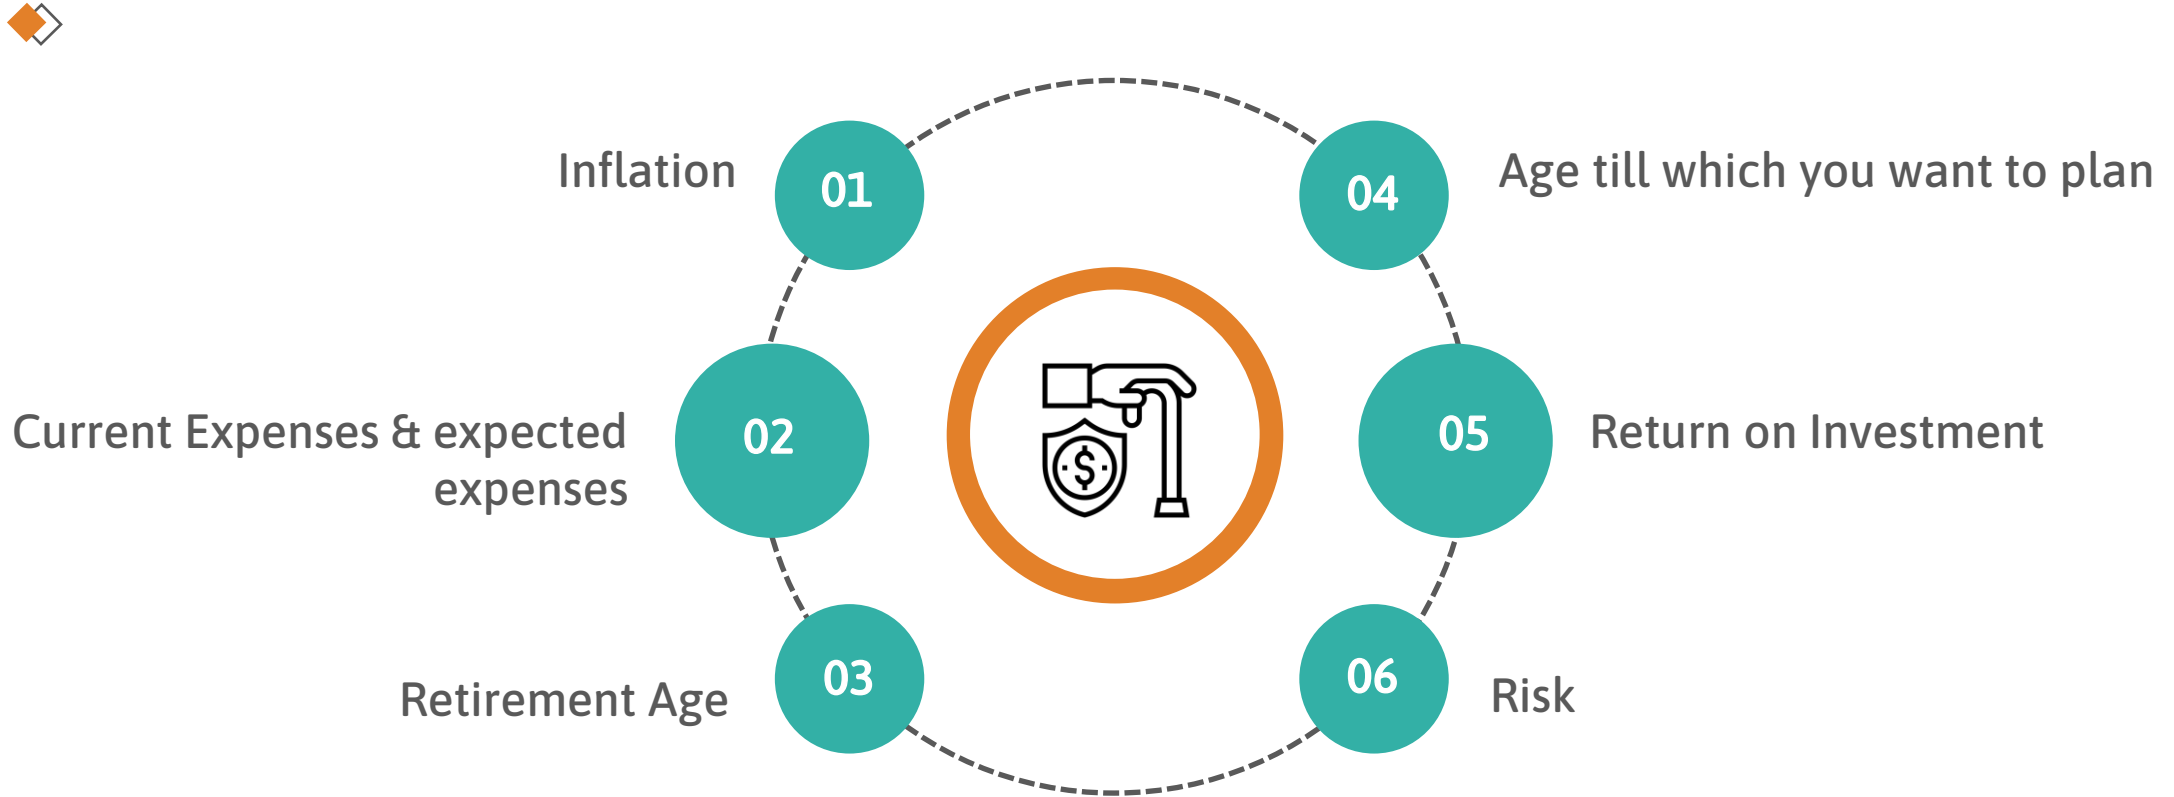 Inflation
01
Current Expenses & expected
expenses
02
Retirement Age
03
04
Age till which you want to plan
05
Return on Investment
06
Risk
$